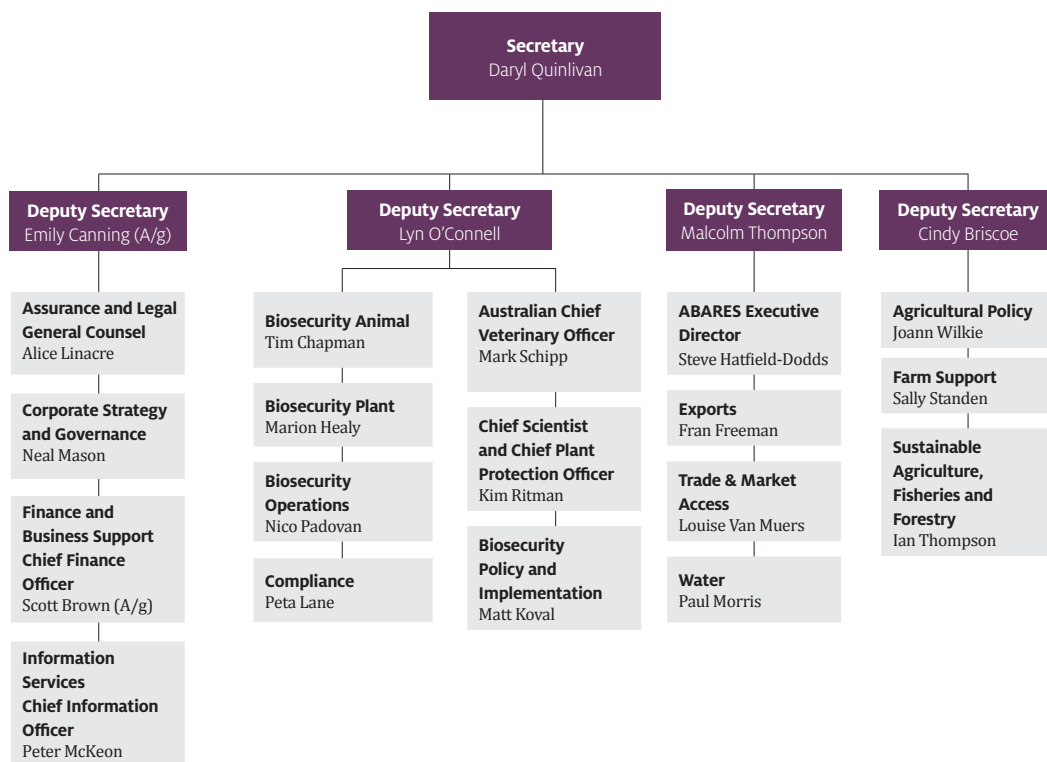 Secretary
Daryl Quinlivan
Deputy Secretary
Emily Canning (A/g)
Assurance and Legal
General Counsel
Alice Linacre
Corporate Strategy
and Governance
Neal Mason
Finance and
Business Support
Chief Finance
Officer
Scott Brown (A/g)
Information
Services
Chief Information
Officer
Peter McKeon
Deputy Secretary
Lyn O'Connell
Biosecurity Animal
Tim Chapman
Biosecurity Plant
Marion Healy
Biosecurity
Operations
Nico Padovan
Compliance
Peta Lane
Australian Chief
Veterinary Officer
Mark Schipp
Chief Scientist
and Chief Plant
Protection Officer
Kim Ritman
Biosecurity
Policy and
Implementation
Matt Koval
Deputy Secretary
Malcolm Thompson
ABARES Executive
Director
Steve Hatfield-Dodds
Exports
Fran Freeman
Trade & Market
Access
Louise Van Muers
Water
Paul Morris
Deputy Secretary
Cindy Briscoe
Agricultural Policy
Joann Wilkie
Farm Support
Sally Standen
Sustainable
Agriculture,
Fisheries and
Forestry
Ian Thompson